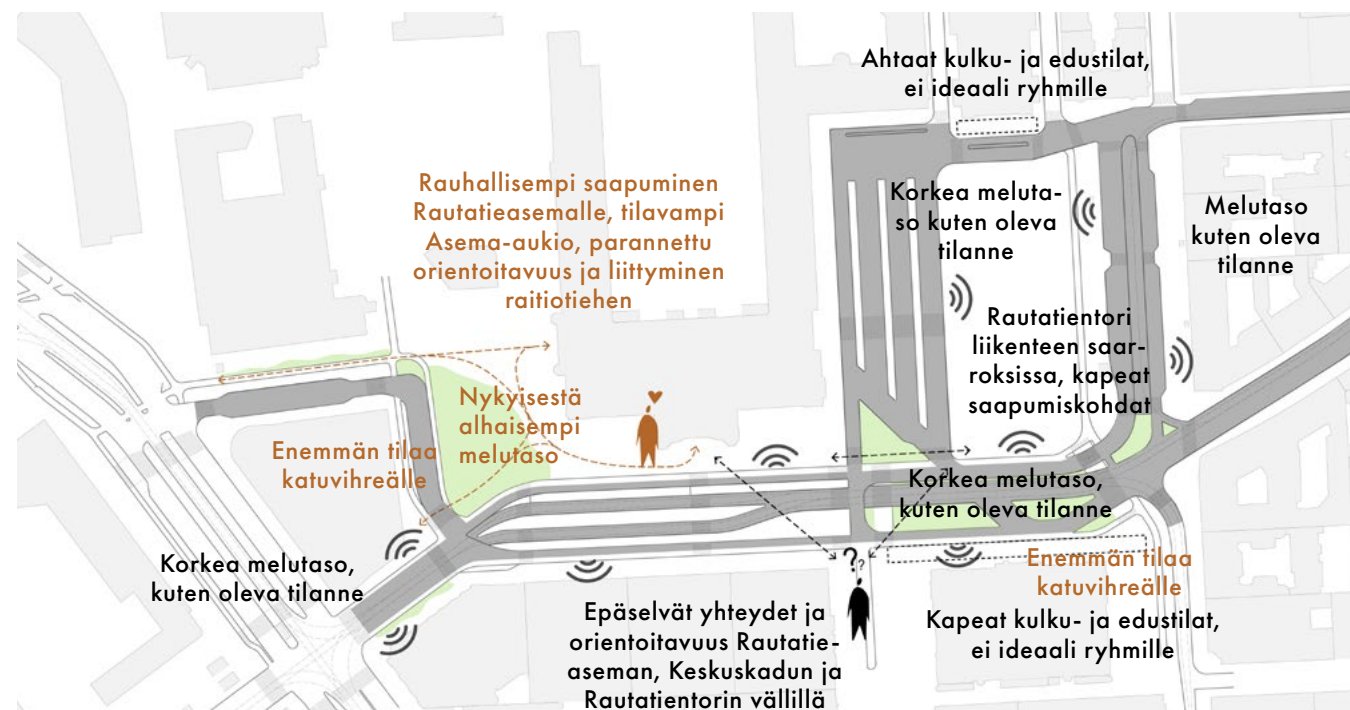 Ahtaat kulku- ja edustilat,
ei ideaali ryhmille
Rauhallisempi saapuminen
Rautatieasemalle, tilavampi
Asema-aukio, parannettu
orientoitavuus ja liittyminen
raitiotiehen
Korkea meluta-
so kuten oleva
tilanne
Melutaso
kuten oleva
tilanne
Rautatientori
liikenteen saar-
roksissa, kapeat
saapumiskohdat
Nykyisestä
alhaisempi
melutaso
Enemmän tilaa
katuvihreälle
Korkea melutaso,
kuten oleva tilanne
Korkea melutaso,
kuten oleva tilanne
??
Enemmän tilaa
katuvihreälle
Kapeat kulku- ja edustilat,
ei ideaali ryhmille
Epäselvät yhteydet ja
orientoitavuus Rautatie-
aseman, Keskuskadun ja
Rautatientorin vällillä